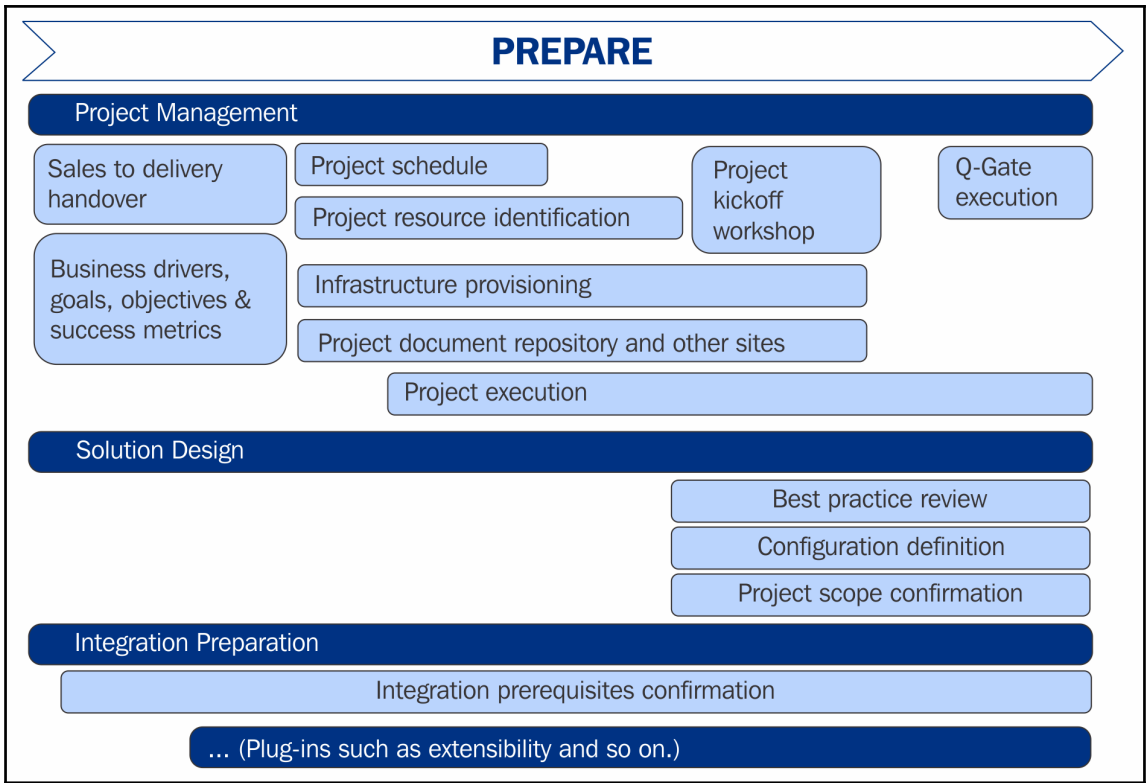 PREPARE
Project Management
Sales to delivery
handover
Project schedule
Project resource identification
Project
kickoff
workshop
Q-Gate
execution
Business drivers,
goals, objectives &
success metrics
Infrastructure provisioning
Project document repository and other sites
Project execution
Solution Design
Best practice review
Configuration definition
Project scope confirmation
Integration Preparation
Integration prerequisites confirmation
... (Plug-ins such as extensibility and so on.)